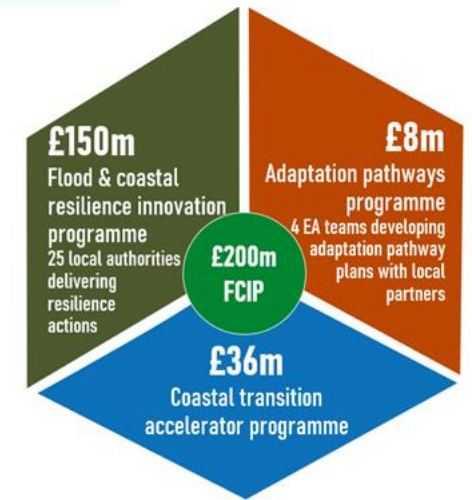 £150m
Flood & coastal
resilience innovation
programme
25 local authorities
delivering
resilience
actions
£8m
Adaptation pathways
programme
4 EA teams developing
adaptation pathway
plans with local
partners
£200m
FCIP
£36m
Coastal transition
accelerator programme